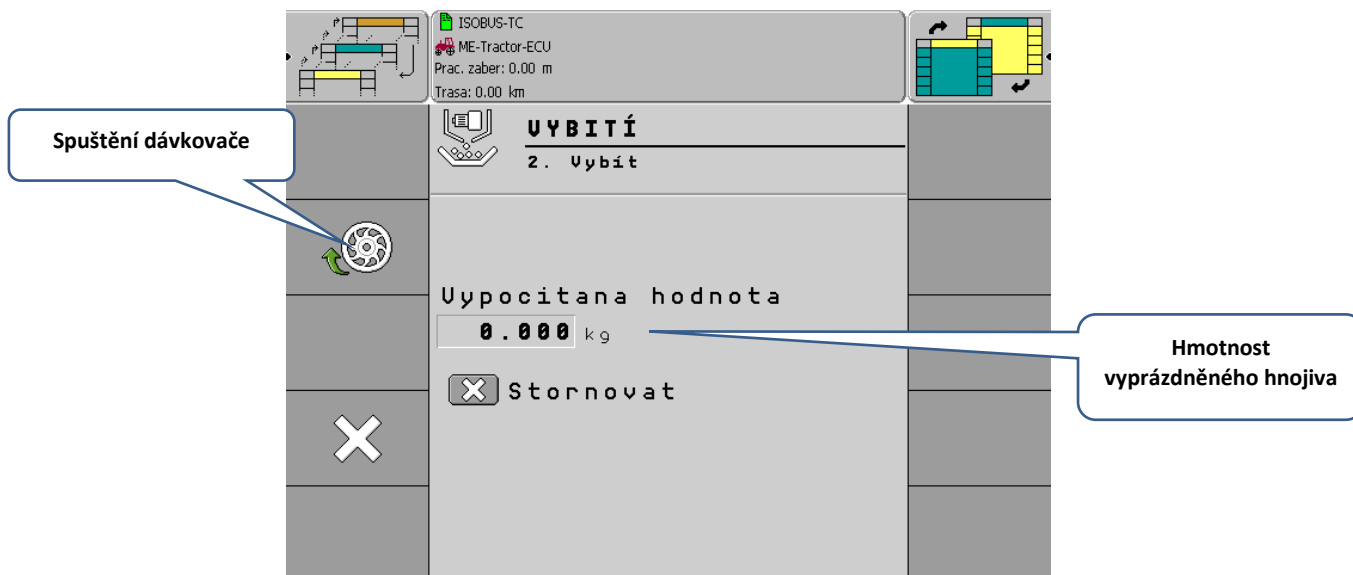 ISOBUS-TC
ME-Tractor-ECU
Prac. zaber: 0.00 m
Trasa: 0.00 km
VYBITÍ
2. Vybít
Spuštění dávkovače
Vypocitana hodnota
0.000 kg
Hmotnost
vyprázdněného hnojiva
Stornovat